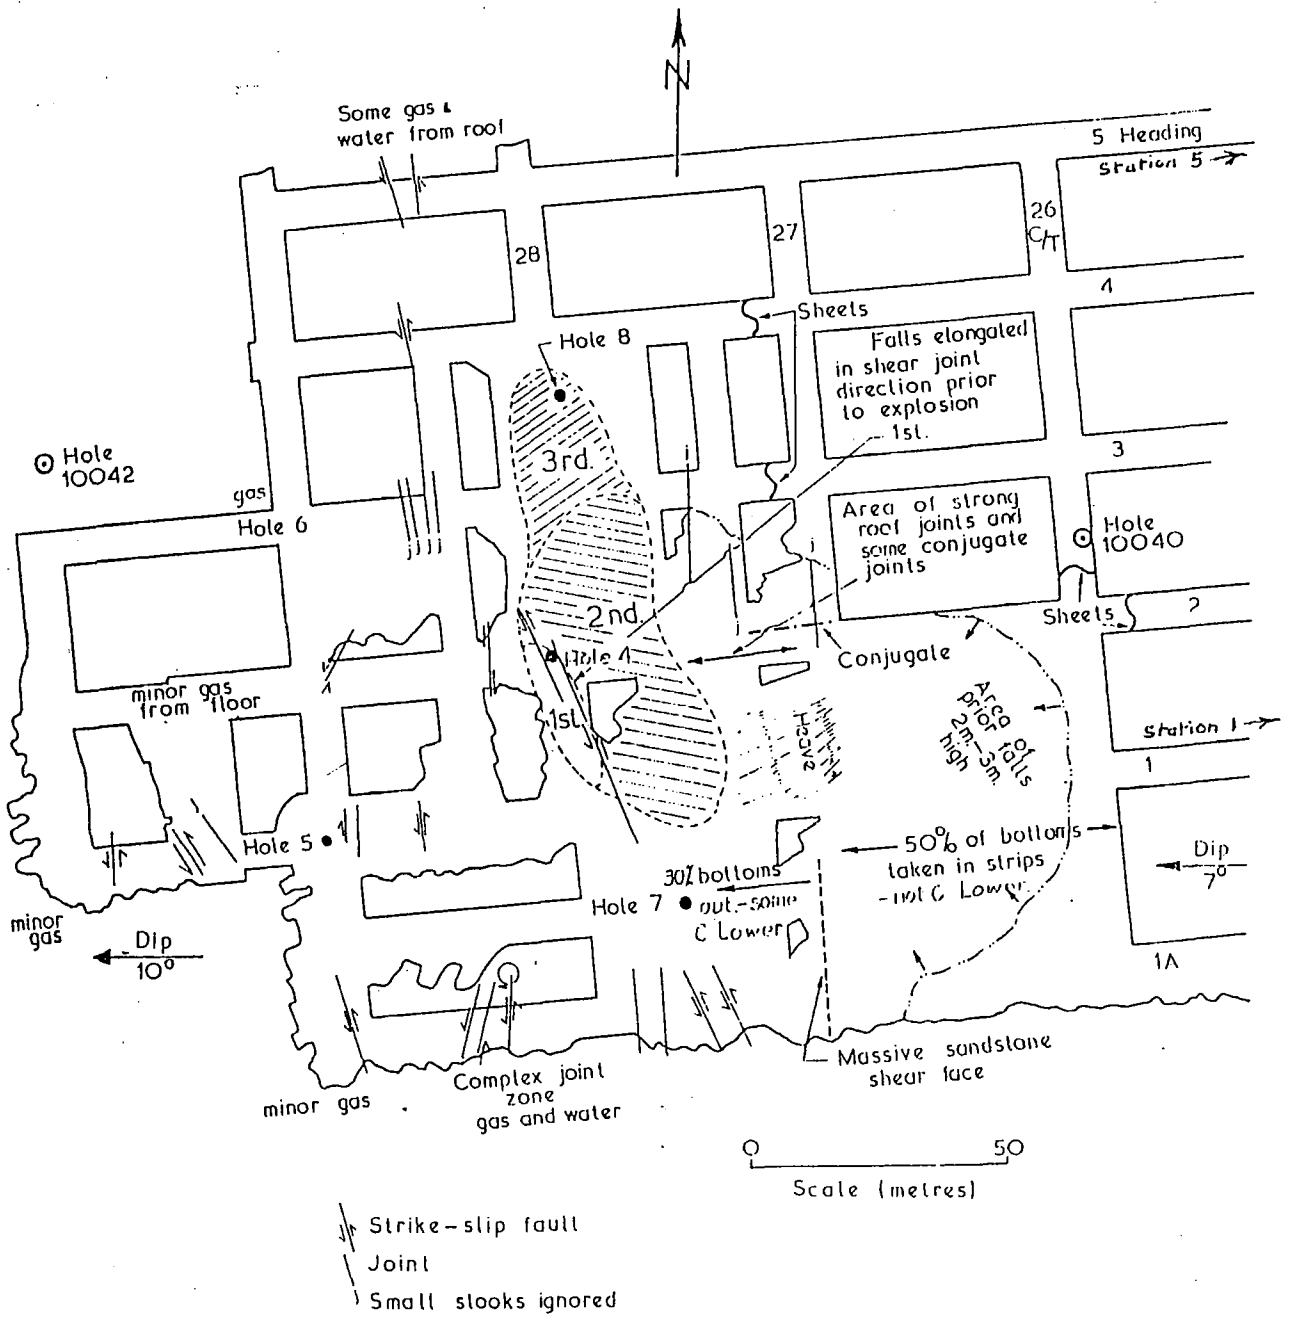 N
Some gas &
water from roof
5 Heading
Station 5
26
C/T
27
28
4
Sheets
Hole 8
Falls elongated
in shear joint
direction prior
to explosion
1st.
3
Hole
10042
3rd.
gas
Hole 6
Area of strong
roof joints and
some conjugate
joints
Hole
10040
Sheets
2
2nd.
Hole 4
Conjugate
minor gas
from floor
1st.
Heave
Area of
prior falls
2m–3m
high
Station 1
1
Hole 5
50% of bottoms
taken in strips
- not C Lower
Dip
7°
30% bottoms
out.-some
C Lower
Hole 7
minor
gas
Dip
10°
1A
Massive sandstone
shear face
Complex joint
zone
gas and water
minor gas
0 50
Scale (metres)
Strike-slip fault
Joint
Small stooks ignored